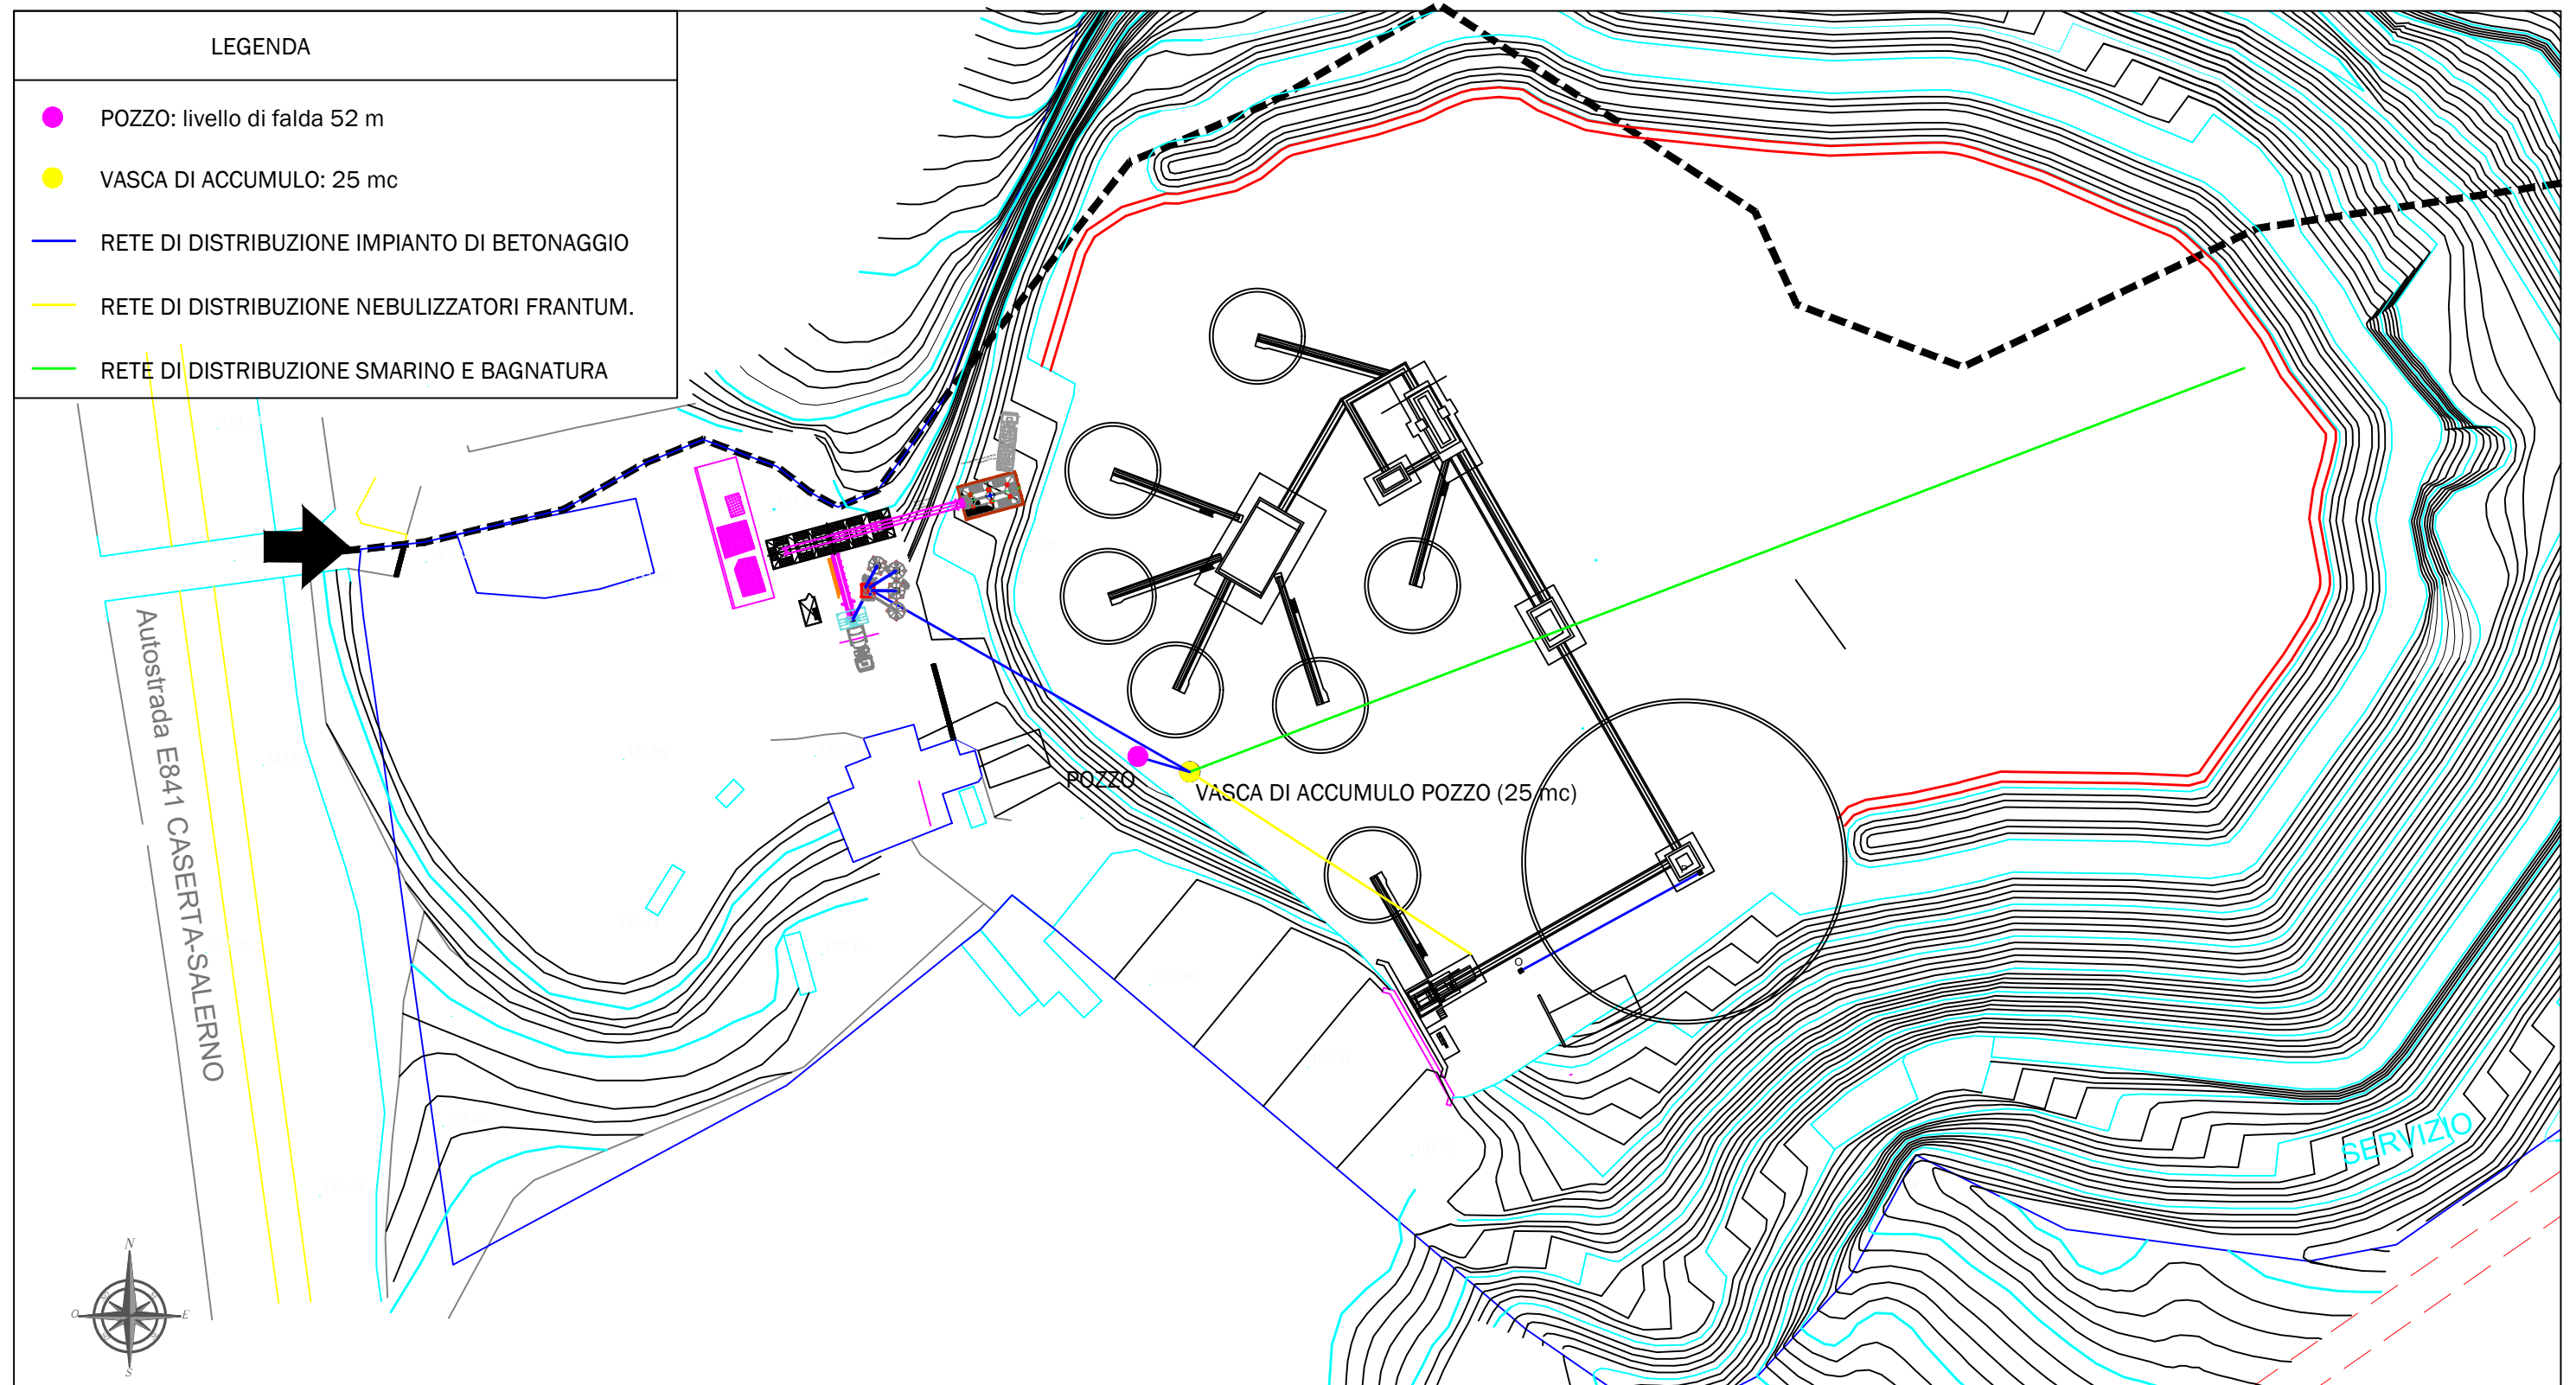 LEGENDA
POZZO: livello di falda 52 m
VASCA DI ACCUMULO: 25 mc
RETE DI DISTRIBUZIONE IMPIANTO DI BETONAGGIO
RETE DI DISTRIBUZIONE NEBULIZZATORI FRANTUM.
RETE DI DISTRIBUZIONE SMARINO E BAGNATURA
Autostrada E841 CASERTA-SALERNO
POZZO
VASCA DI ACCUMULO POZZO (25 mc)
SERVIZIO
N
O
E
S